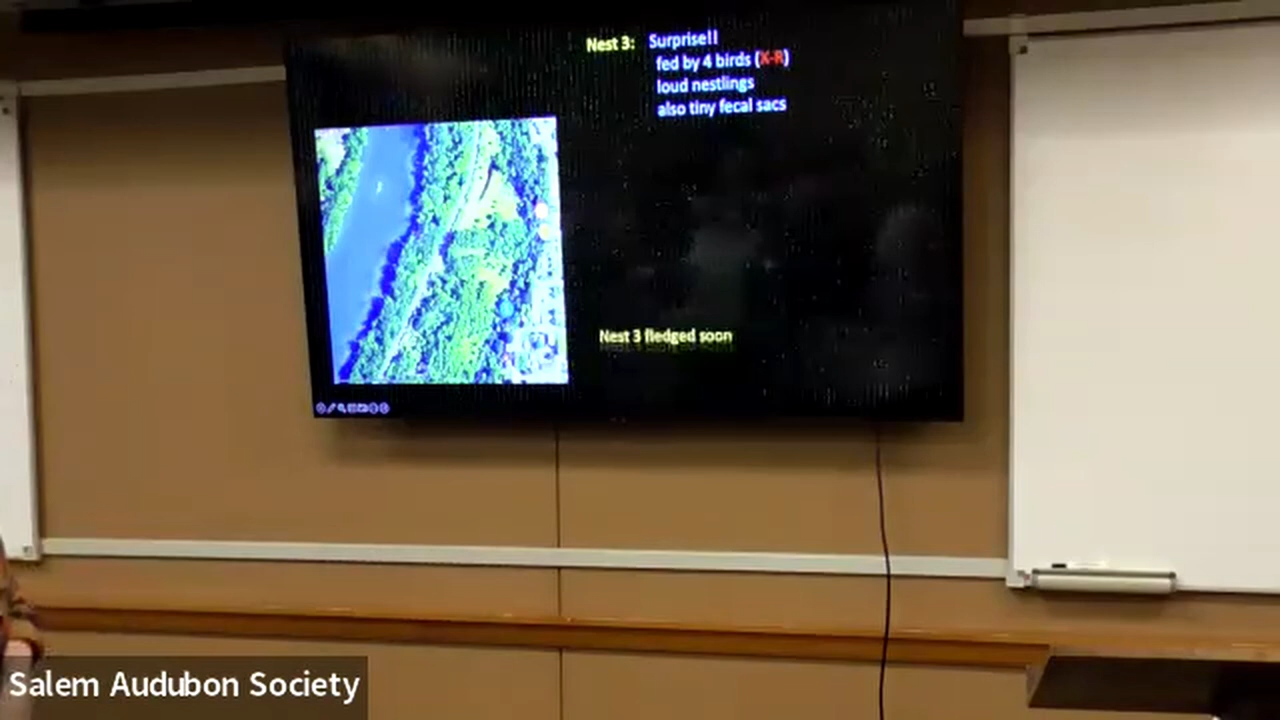 Nest 3: Surprise!!
fed by 4 birds (X-R)
loud nestlings
also tiny fecal sacs
Nest 3 fledged soon
Salem Audubon Society